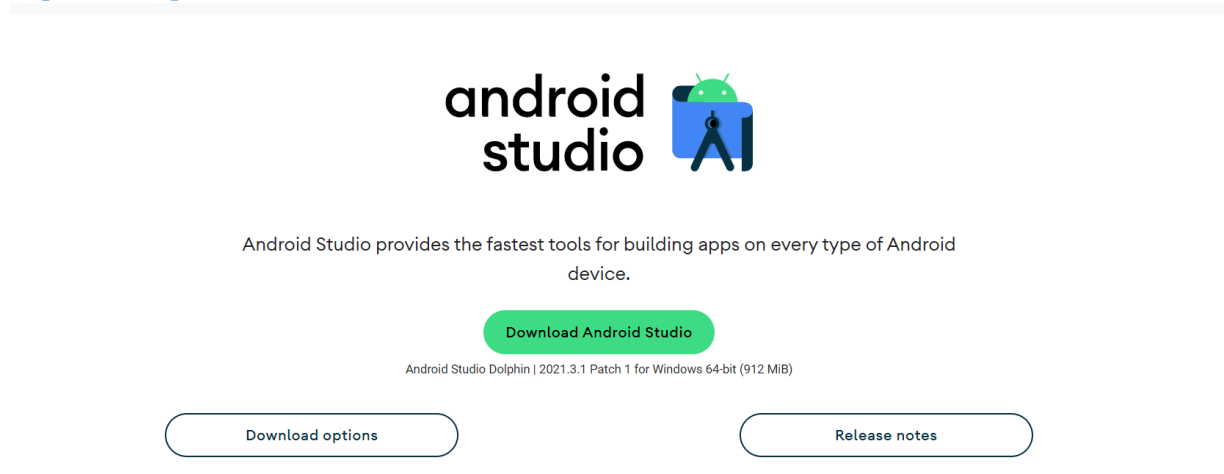 android
studio
Android Studio provides the fastest tools for building apps on every type of Android
device.
Download Android Studio
Android Studio Dolphin | 2021.3.1 Patch 1 for Windows 64-bit (912 MiB)
Download options
Release notes